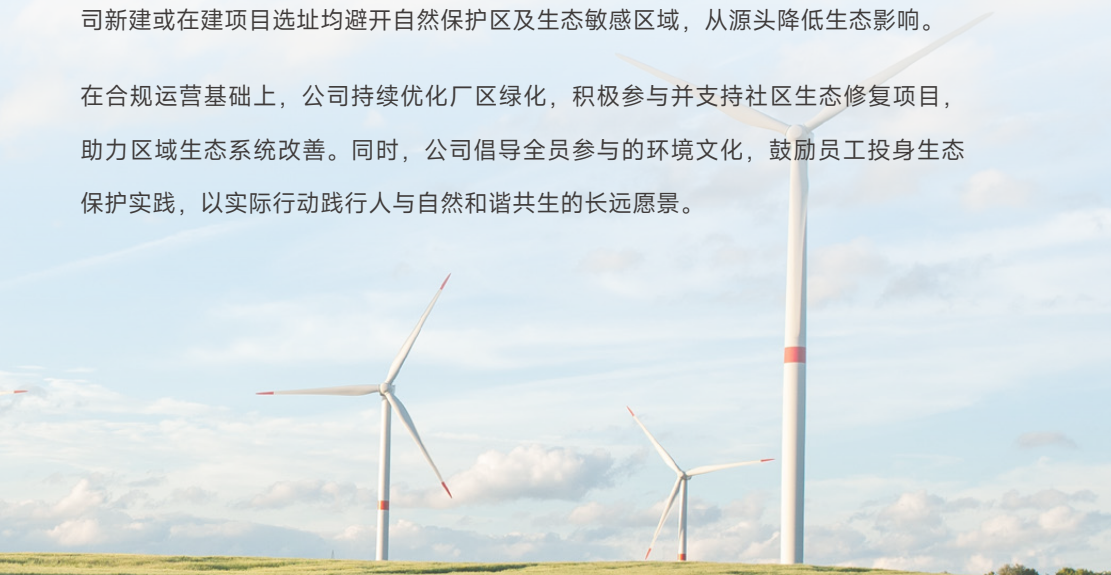 司新建或在建项目选址均避开自然保护区及生态敏感区域，从源头降低生态影响。
在合规运营基础上，公司持续优化厂区绿化，积极参与并支持社区生态修复项目，
助力区域生态系统改善。同时，公司倡导全员参与的环境文化，鼓励员工投身生态
保护实践，以实际行动践行人与自然和谐共生的长远愿景。